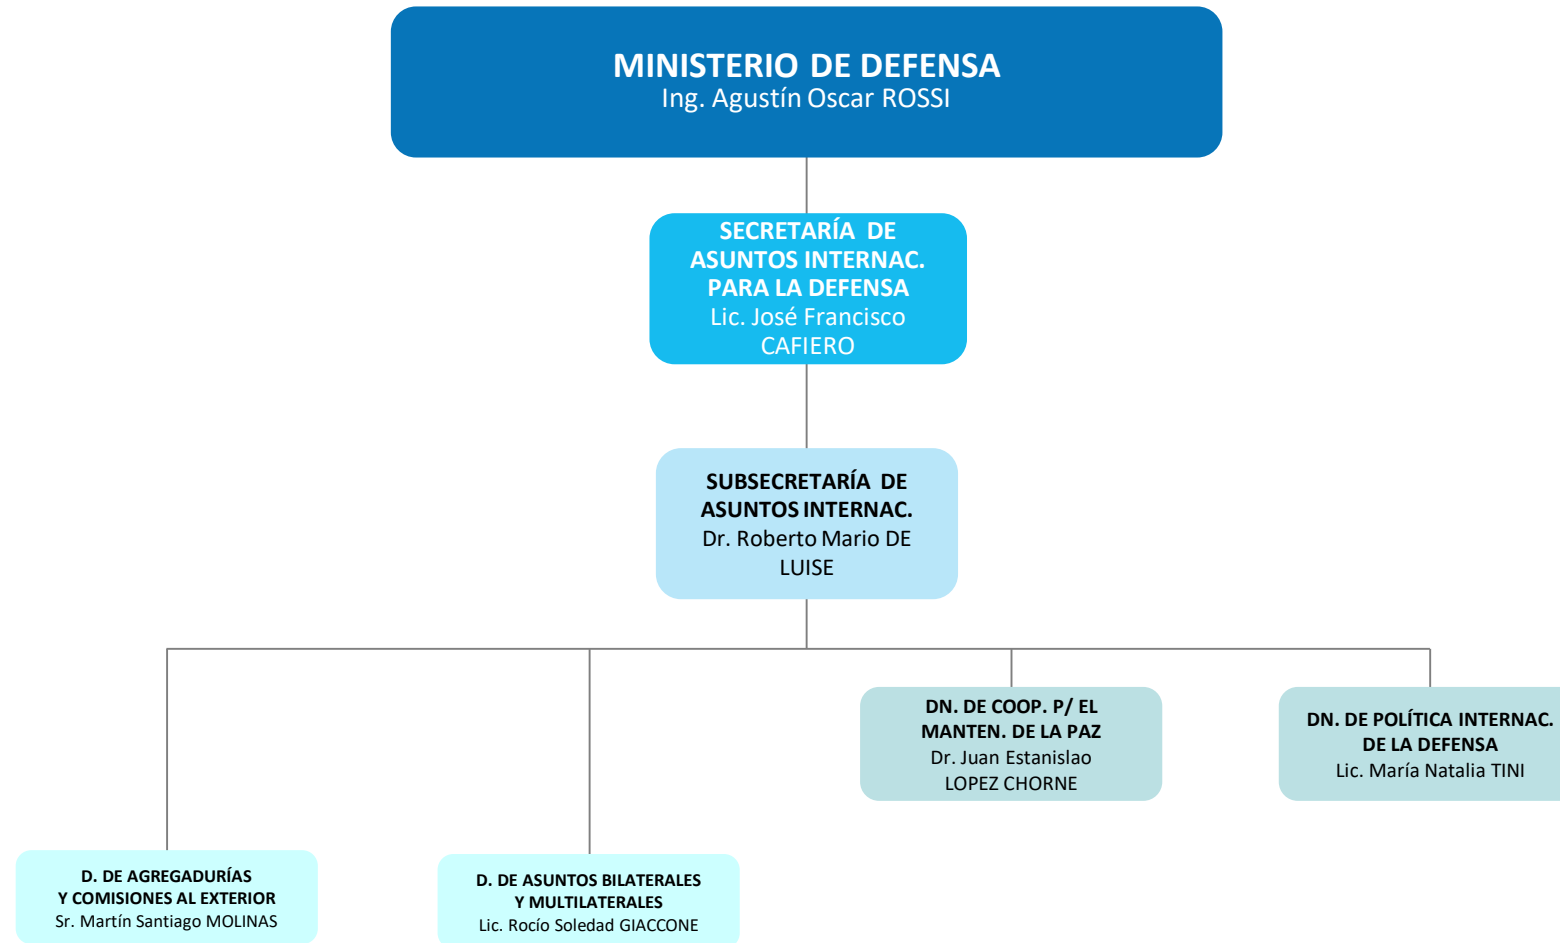 MINISTERIO DE DEFENSA
Ing. Agustín Oscar ROSSI
SECRETARÍA DE
ASUNTOS INTERNAC.
PARA LA DEFENSA
Lic. José Francisco
CAFIERO
SUBSECRETARÍA DE
ASUNTOS INTERNAC.
Dr. Roberto Mario DE
LUISE
DN. DE COOP. P/ EL
MANTEN. DE LA PAZ
Dr. Juan Estanislao
LOPEZ CHORNE
DN. DE POLÍTICA INTERNAC.
DE LA DEFENSA
Lic. María Natalia TINI
D. DE AGREGADURÍAS
Y COMISIONES AL EXTERIOR
Sr. Martín Santiago MOLINAS
D. DE ASUNTOS BILATERALES
Y MULTILATERALES
Lic. Rocío Soledad GIACCONE